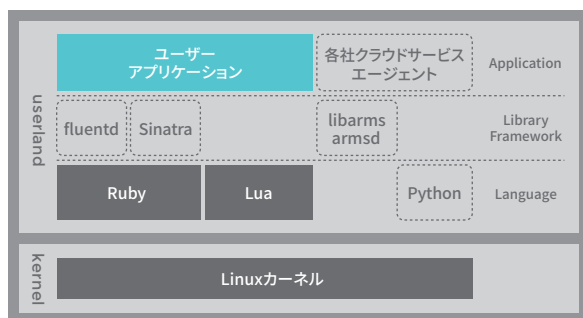 userland
ユーザー
アプリケーション
各社クラウドサービス
エージェント
Application
fluentd
Sinatra
libarms
armsd
Library
Framework
Ruby
Lua
Python
Language
kernel
Linuxカーネル